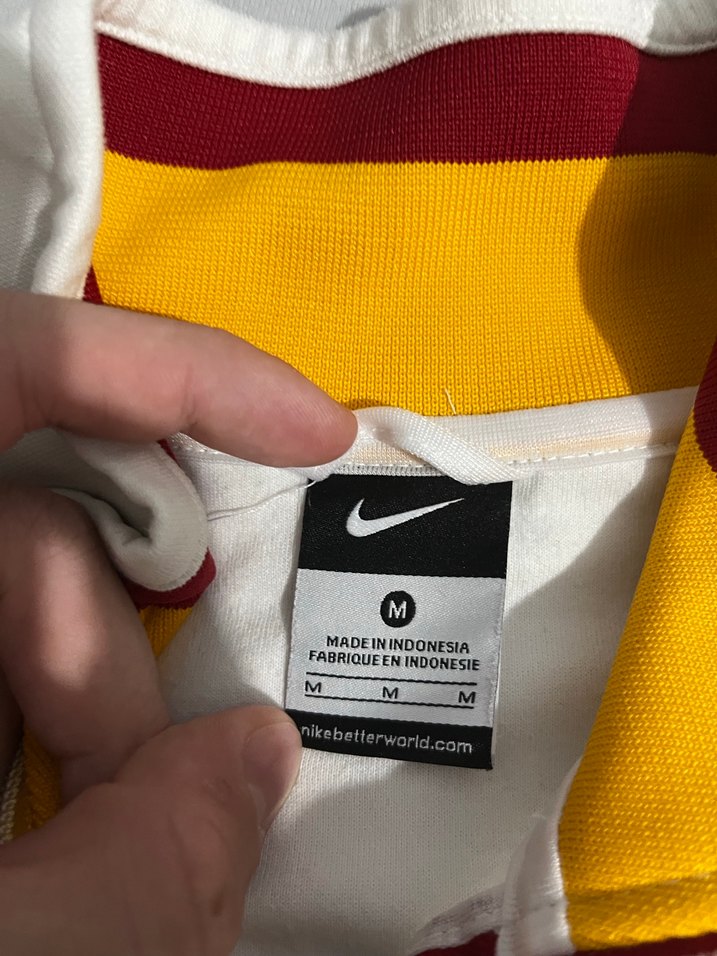 M
MADE IN INDONESIA
FABRIQUE EN INDONESIE
M M M
nikebetterworld.com